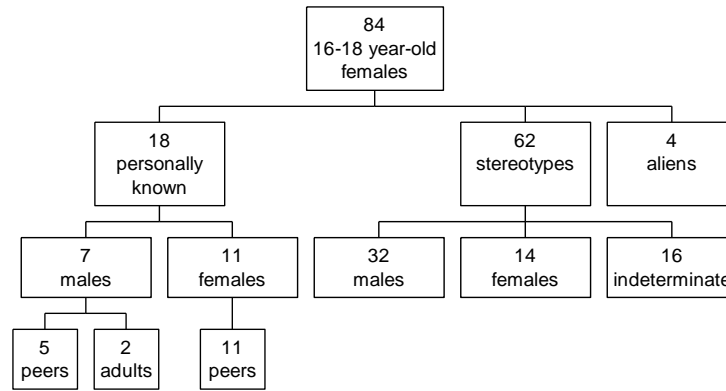 84
16-18 year-old
females
18
personally
known
62
stereotypes
4
aliens
7
males
11
females
32
males
14
females
16
indeterminate
5
peers
2
adults
11
peers